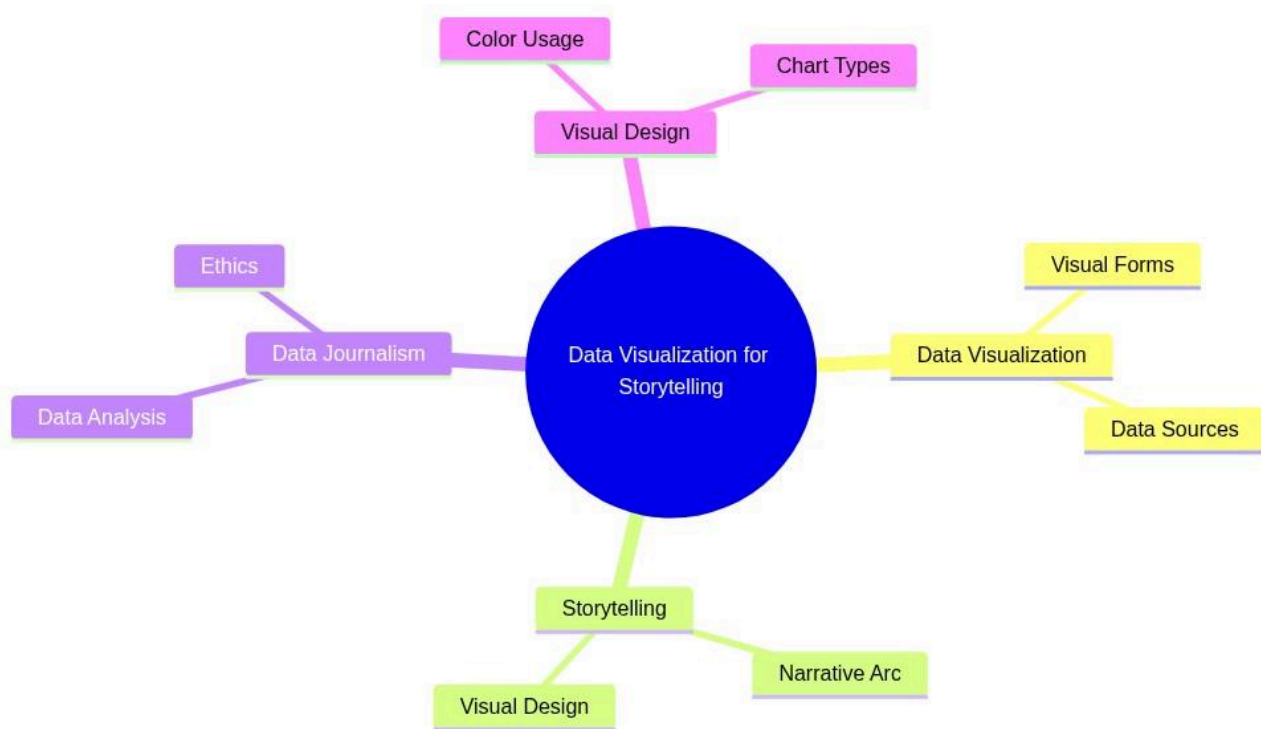 Color Usage
Chart Types
Visual Design
Ethics
Visual Forms
Data Journalism
Data Visualization for
Storytelling
Data Visualization
Data Analysis
Data Sources
Storytelling
Narrative Arc
Visual Design